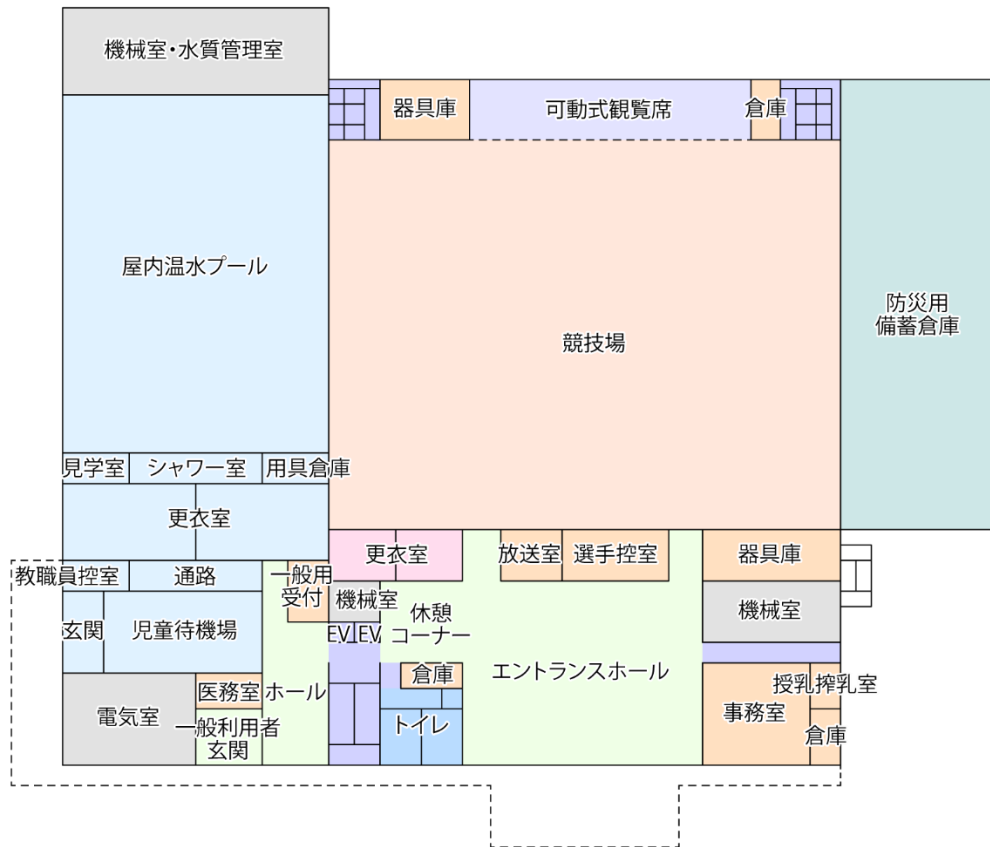 機械室・水質管理室
器具庫
可動式観覧席
倉庫
屋内温水プール
競技場
防災用
備蓄倉庫
見学室
シャワー室
用具倉庫
更衣室
更衣室
放送室
選手控室
器具庫
教職員控室
通路
一般用
受付
機械室
休憩
コーナー
機械室
玄関
児童待機場
EV
EV
エントランスホール
倉庫
授乳搾乳室
医務室
ホール
電気室
一般利用者
玄関
トイレ
事務室
倉庫